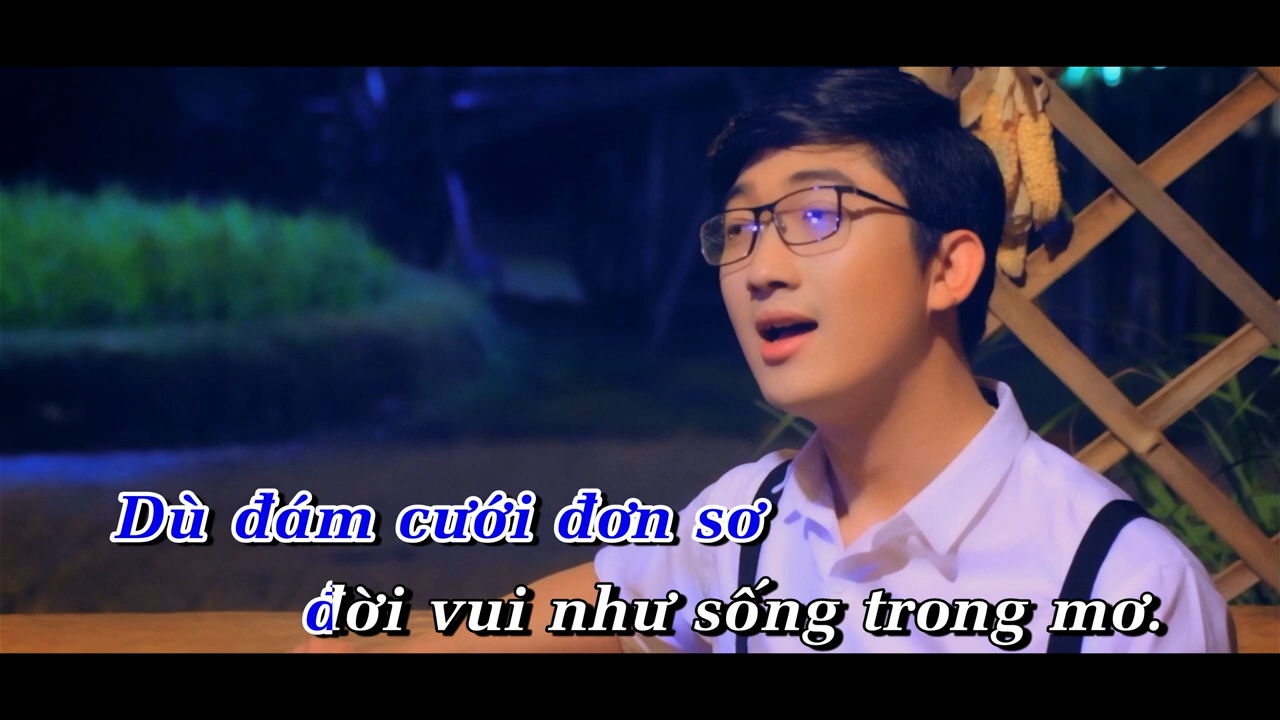 Dù đám cưới đơn sơ
đời vui như sống trong mơ.